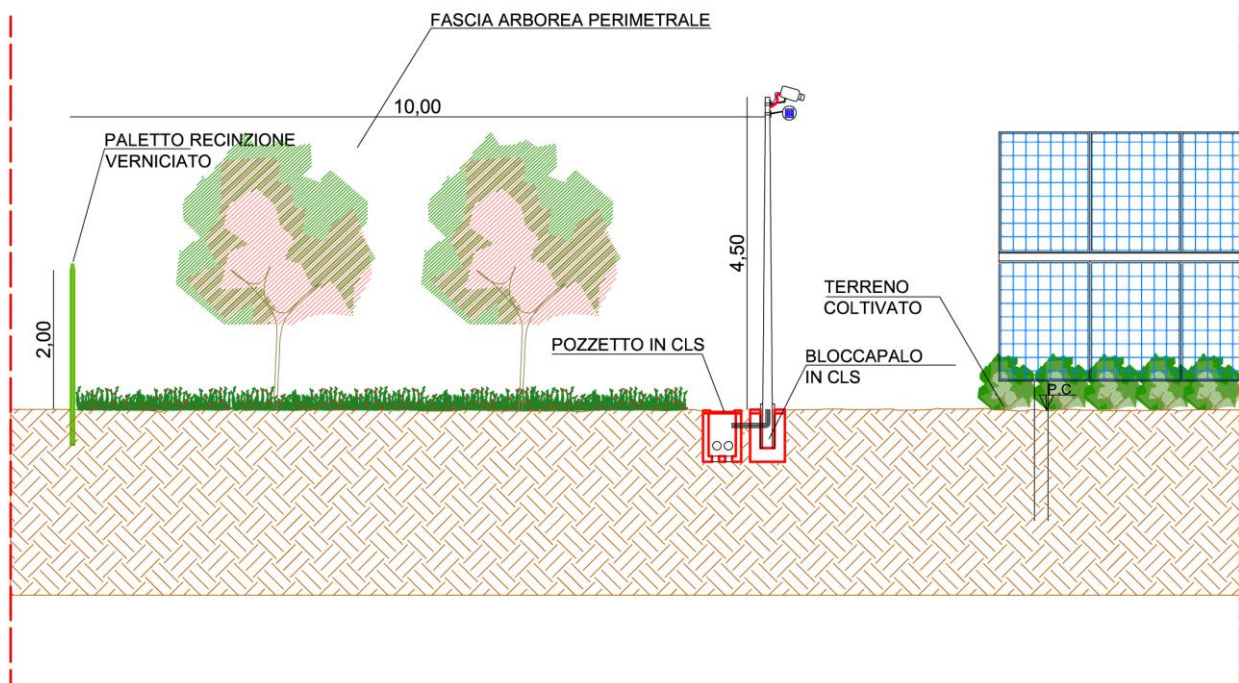 FASCIA ARBOREA PERIMETRALE
10,00
PALETTO RECINZIONE
VERNICIATO
4,50
2,00
TERRENO
COLTIVATO
POZZETTO IN CLS
BLOCCAPALO
IN CLS
P.C